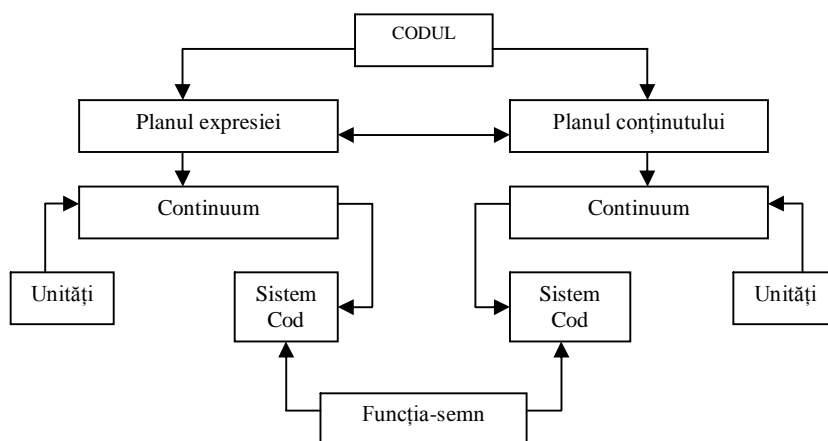 CODUL
Planul expresiei
Planul conținutului
Continuum
Continuum
Unități
Sistem
Cod
Sistem
Cod
Unități
Funcția-semn